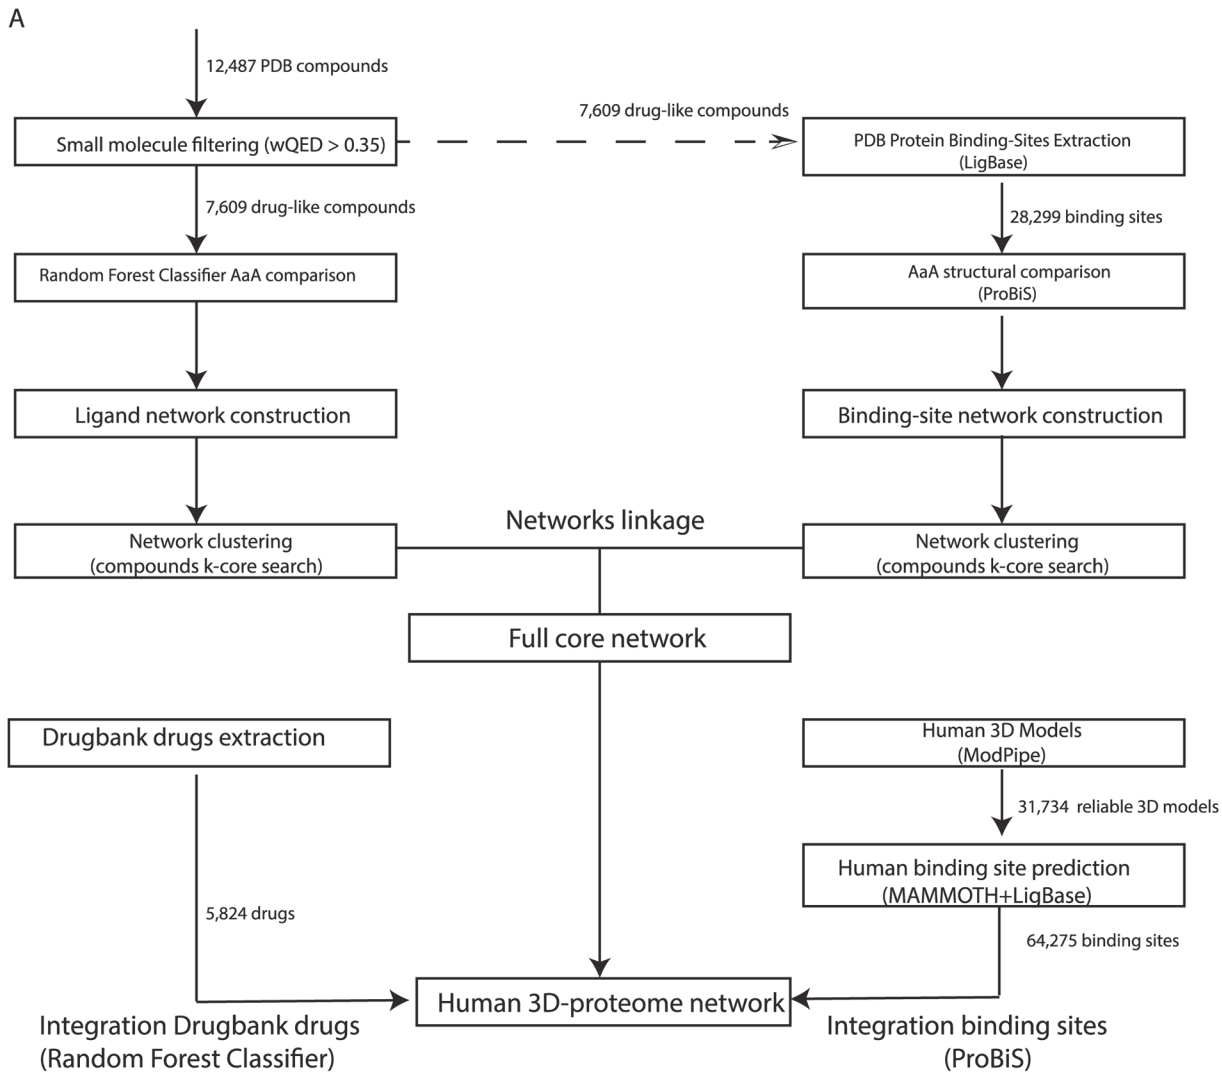 A
12,487 PDB compounds
7,609 drug-like compounds
Small molecule filtering (wQED > 0.35)
PDB Protein Binding-Sites Extraction
(LigBase)
7,609 drug-like compounds
28,299 binding sites
Random Forest Classifier AaA comparison
AaA structural comparison
(ProBiS)
Ligand network construction
Binding-site network construction
Networks linkage
Network clustering
(compounds k-core search)
Network clustering
(compounds k-core search)
Full core network
Drugbank drugs extraction
Human 3D Models
(ModPipe)
31,734 reliable 3D models
Human binding site prediction
(MAMMOTH+LigBase)
5,824 drugs
64,275 binding sites
Human 3D-proteome network
Integration Drugbank drugs
(Random Forest Classifier)
Integration binding sites
(ProBiS)